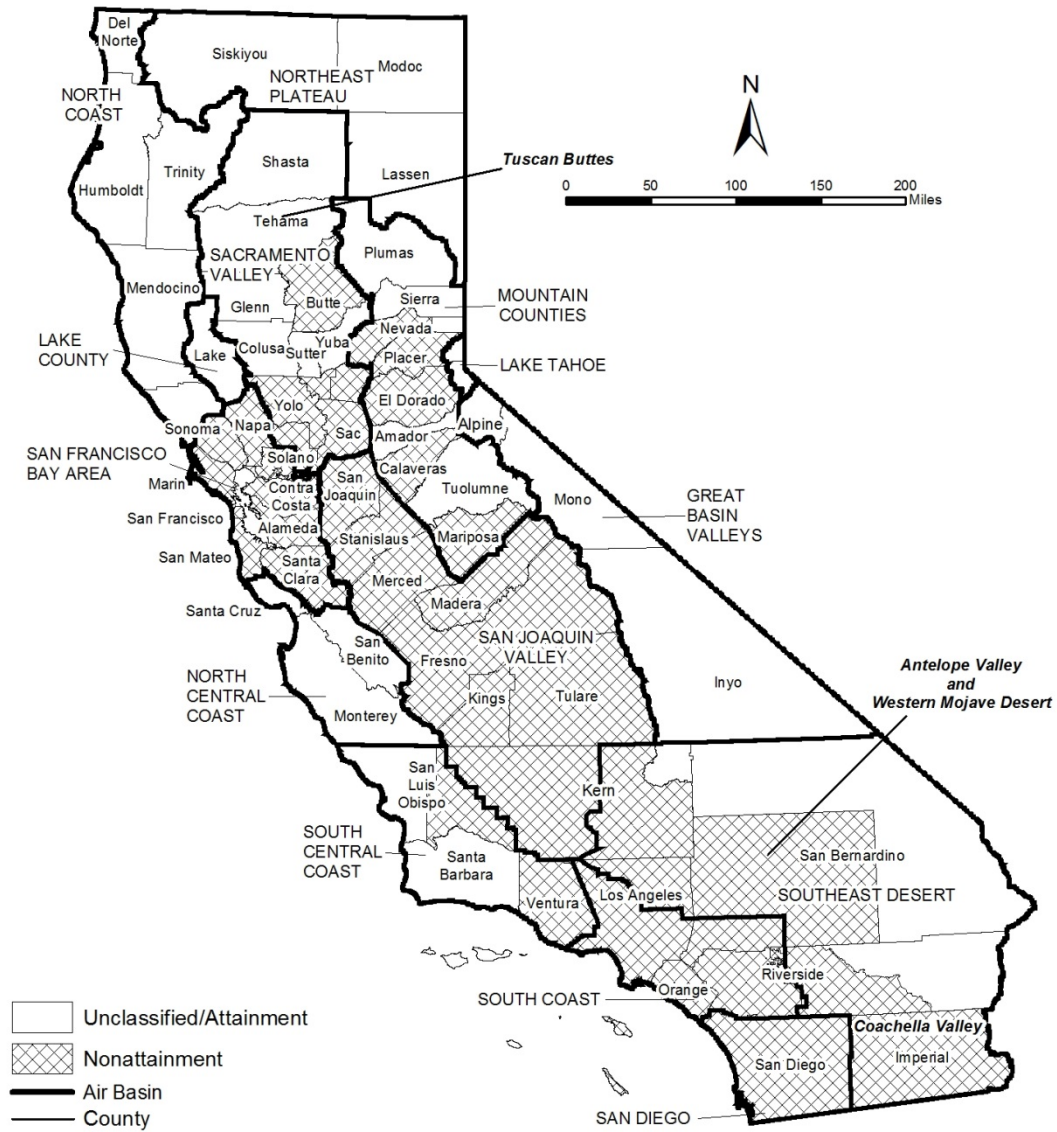 Del
Norte
Siskiyou
Modoc
NORTHEAST
PLATEAU
NORTH
COAST
N
Shasta
Tuscan Buttes
Trinity
Lassen
Humboldt
0 50 100 150 200
Miles
Tehama
Plumas
SACRAMENTO
VALLEY
Mendocino
Glenn
Butte
Sierra
MOUNTAIN
COUNTIES
Nevada
LAKE
COUNTY
Lake
Colusa
Sutter
Yuba
Placer
LAKE TAHOE
Yolo
El Dorado
Sonoma
Napa
Sac
Amador
Alpine
SAN FRANCISCO
BAY AREA
Solano
Calaveras
Marin
Contra
Costa
San
Joaquin
Tuolumne
Mono
GREAT
BASIN
VALLEYS
San Francisco
Alameda
Stanislaus
Mariposa
San Mateo
Santa
Clara
Merced
Santa Cruz
Madera
San
Benito
SAN JOAQUIN
VALLEY
Fresno
Antelope Valley
and
Western Mojave Desert
NORTH
CENTRAL
COAST
Kings
Tulare
Inyo
Monterey
San
Luis
Obispo
Kern
SOUTH
CENTRAL
COAST
Santa
Barbara
San Bernardino
Ventura
Los Angeles
SOUTHEAST DESERT
Riverside
SOUTH COAST
Orange
Unclassified/Attainment
Coachella Valley
Nonattainment
San Diego
Imperial
Air Basin
County
SAN DIEGO